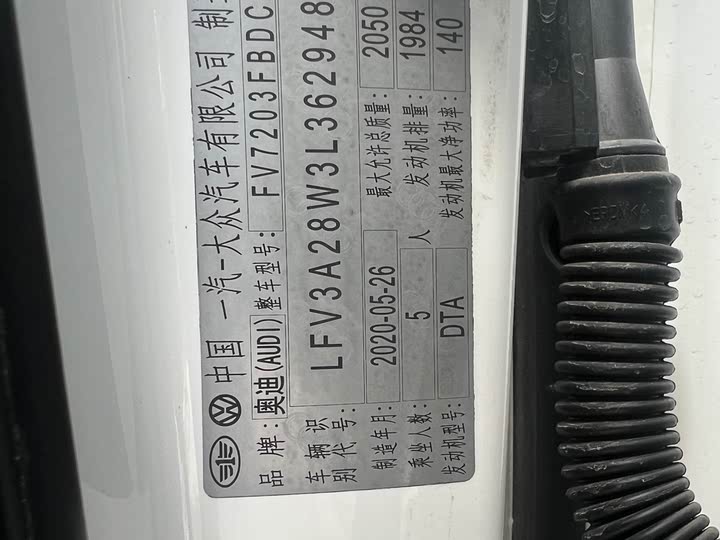 中国 一汽-大众汽车有限公司 制
品 牌: 奥迪(AUDI) 整车型号: FV7203FBDC
车辆识别代号: LFV3A28W3L362948
制造年月: 2020-05-26 最大允许总质量: 2050
乘坐人数: 5 人 发动机排量: 1984
发动机型号: DTA 发动机最大净功率: 140